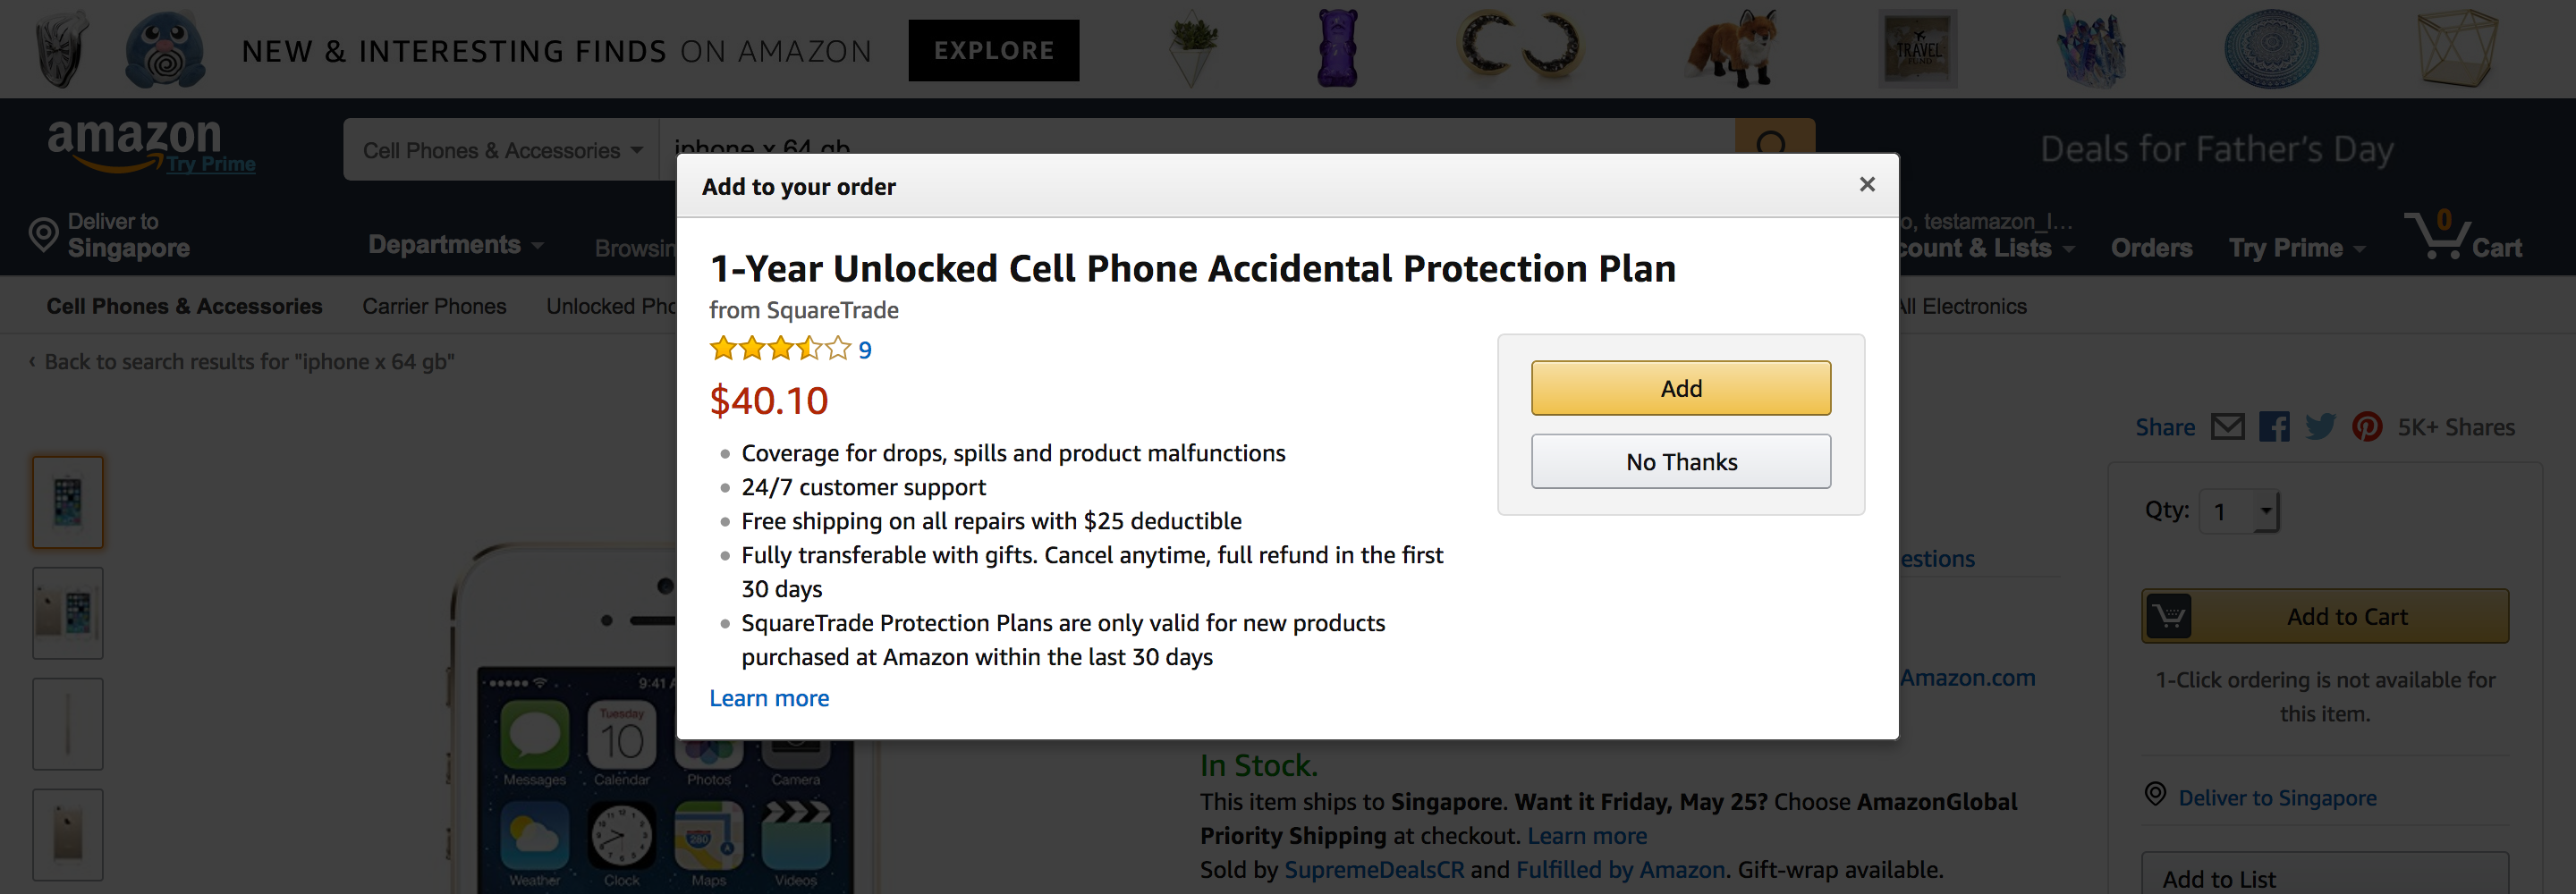 NEW & INTERESTING FINDS ON AMAZON
EXPLORE
TRAVEL
FUND
amazon
Try Prime
Cell Phones & Accessories
iphone x 64 gb
Deals for Father's Day
Deliver to
Singapore
Departments
Browsin
o, testamazon_l...
count & Lists
Orders
Try Prime
0
Cart
Cell Phones & Accessories
Carrier Phones
Unlocked Pho
All Electronics
‹ Back to search results for "iphone x 64 gb"
Add to your order
×
1-Year Unlocked Cell Phone Accidental Protection Plan
from SquareTrade
9
$40.10
• Coverage for drops, spills and product malfunctions
• 24/7 customer support
• Free shipping on all repairs with $25 deductible
• Fully transferable with gifts. Cancel anytime, full refund in the first
30 days
• SquareTrade Protection Plans are only valid for new products
purchased at Amazon within the last 30 days
Learn more
Add
No Thanks
Share
5K+ Shares
Qty: 1
estions
Add to Cart
Amazon.com
1-Click ordering is not available for
this item.
Deliver to Singapore
Add to List
In Stock.
This item ships to Singapore. Want it Friday, May 25? Choose AmazonGlobal
Priority Shipping at checkout. Learn more
Sold by SupremeDealsCR and Fulfilled by Amazon. Gift-wrap available.
9:41 A
Tuesday
10
Messages
Calendar
Photos
Camera
280
Weather
Clock
Maps
Videos